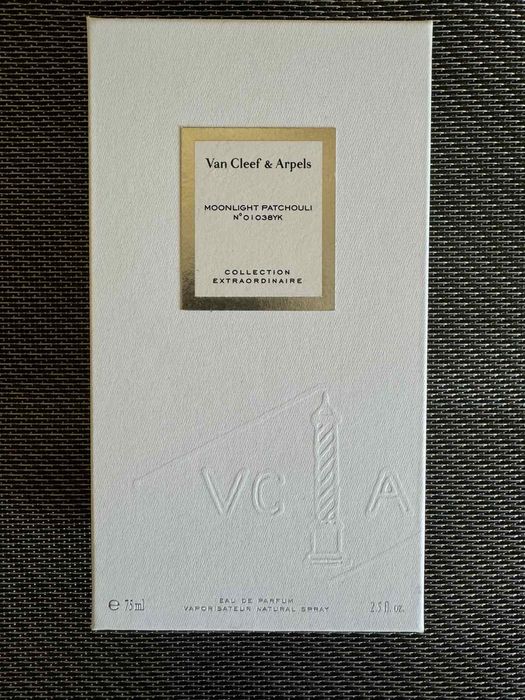 Van Cleef & Arpels
MOONLIGHT PATCHOULI
N°01038YK
COLLECTION
EXTRAORDINAIRE
VC A
EAU DE PARFUM
℮ 75 ml VAPORISATEUR NATURAL SPRAY 2.5 fl. oz.